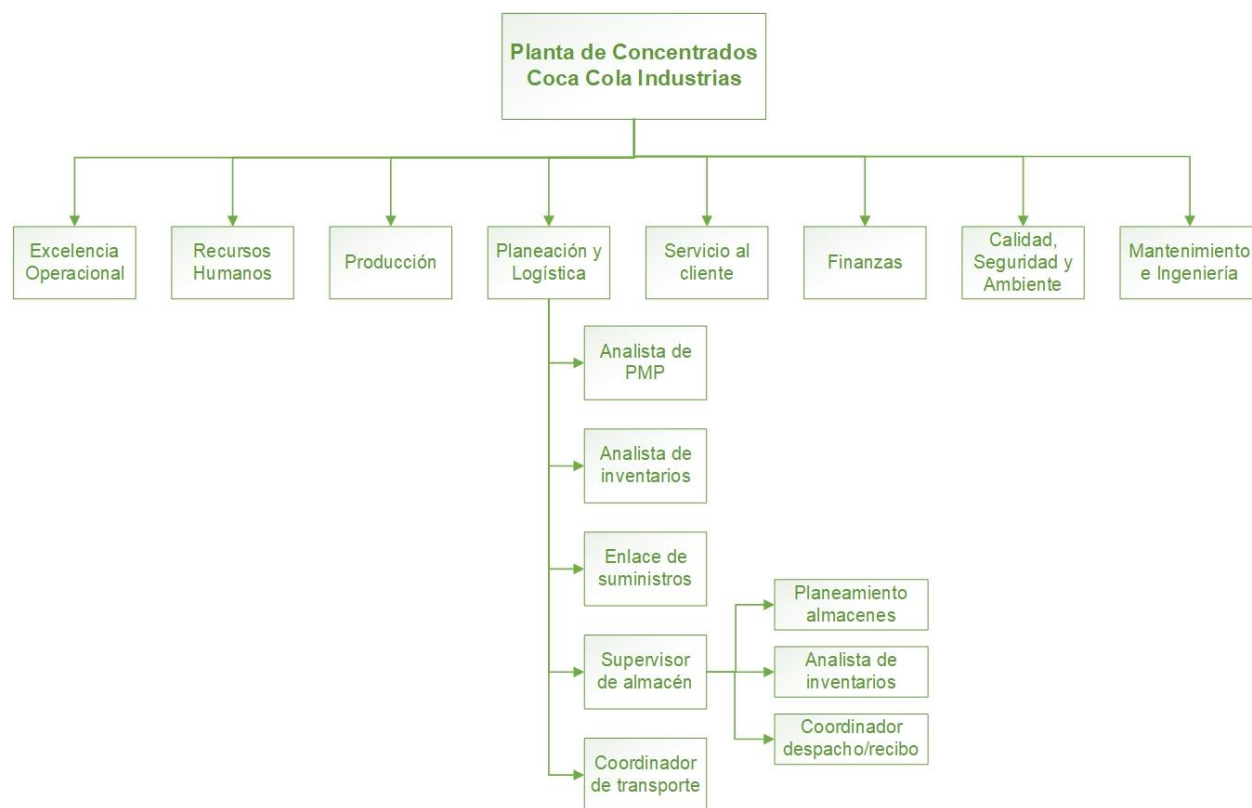 Planta de Concentrados
Coca Cola Industrias
Excelencia
Operacional
Recursos
Humanos
Producción
Planeación y
Logística
Servicio al
cliente
Finanzas
Calidad,
Seguridad y
Ambiente
Mantenimiento
e Ingeniería
Analista de
PMP
Analista de
inventarios
Enlace de
suministros
Supervisor
de almacén
Planeamiento
almacenes
Analista de
inventarios
Coordinador
despacho/recibo
Coordinador
de transporte